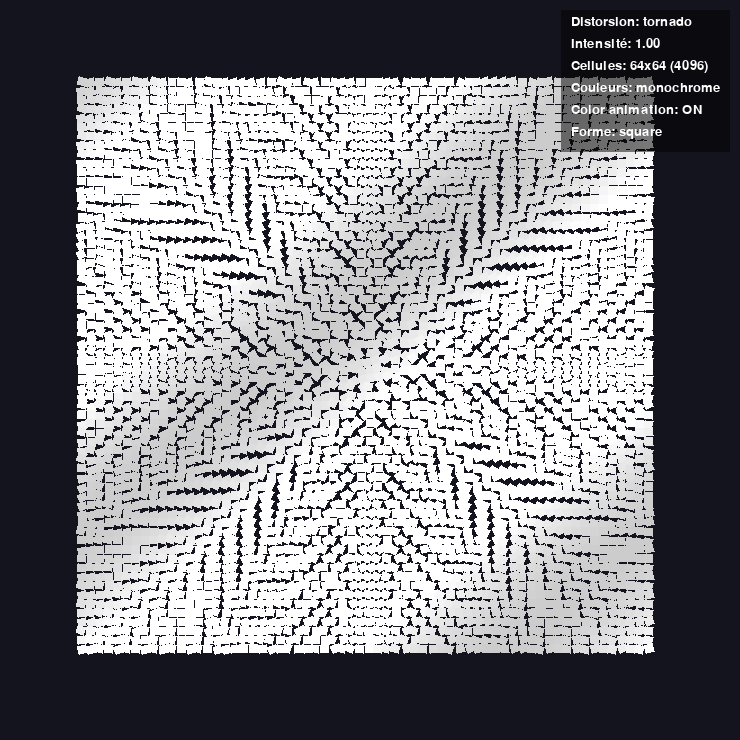 Distorsion: tornado
Intensité: 1.00
Cellules: 64x64 (4096)
Couleurs: monochrome
Color animation: ON
Forme: square